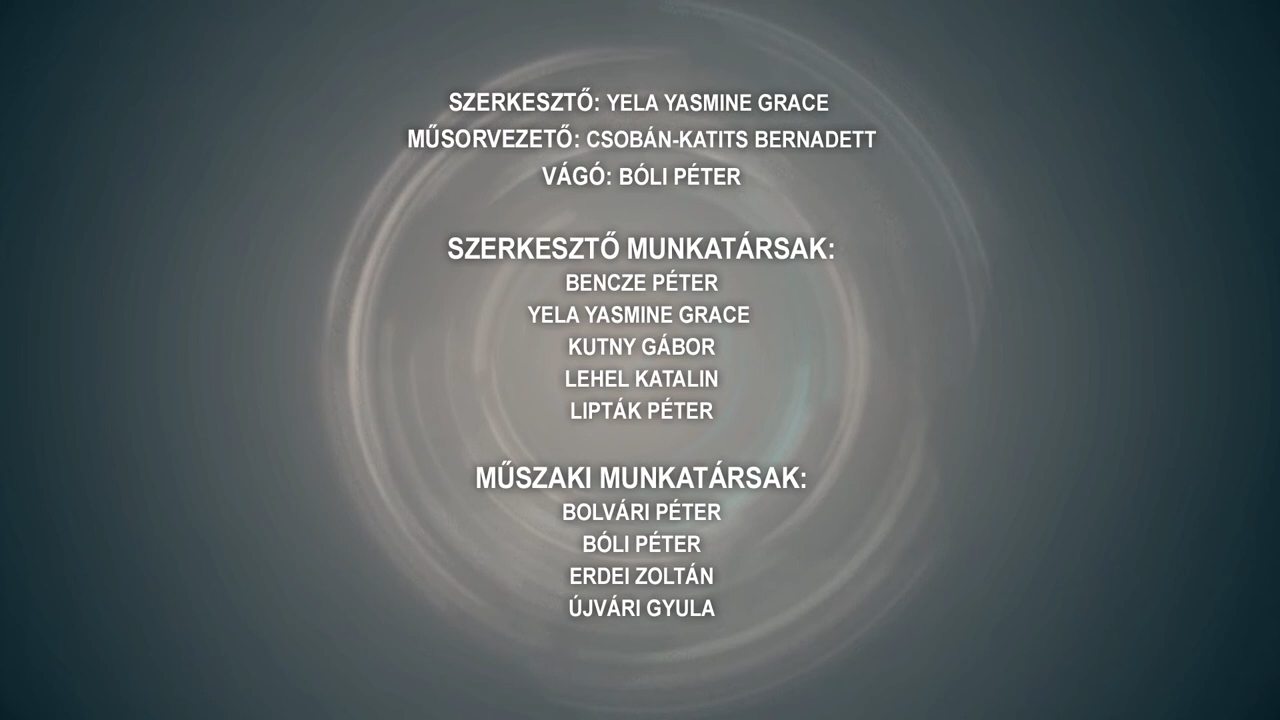 SZERKESZTŐ: YELA YASMINE GRACE
MŰSORVEZETŐ: CSOBÁN-KATITS BERNADETT
VÁGÓ: BÓLI PÉTER
SZERKESZTŐ MUNKATÁRSAK:
BENCZE PÉTER
YELA YASMINE GRACE
KUTNY GÁBOR
LEHEL KATALIN
LIPTÁK PÉTER
MŰSZAKI MUNKATÁRSAK:
BOLVÁRI PÉTER
BÓLI PÉTER
ERDEI ZOLTÁN
ÚJVÁRI GYULA